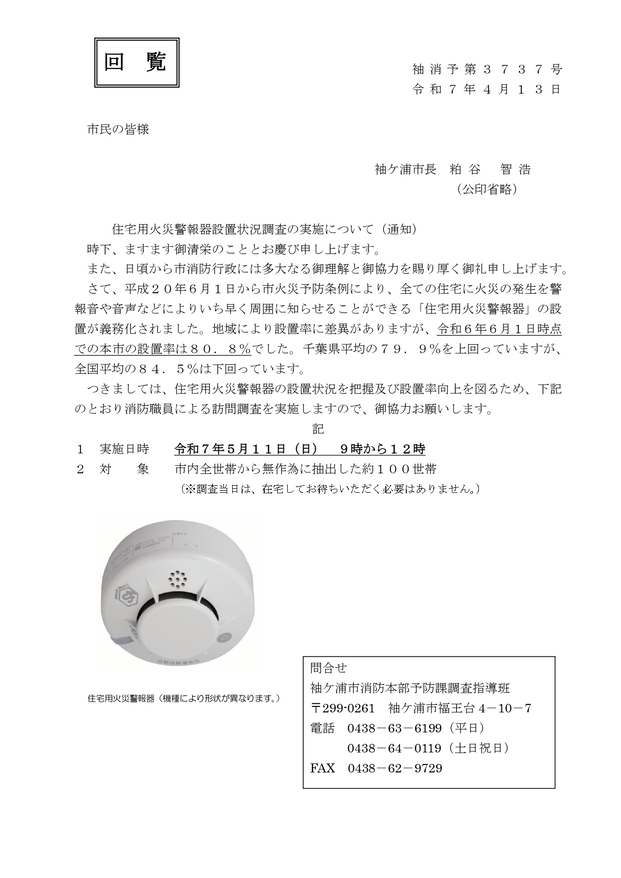 回　覧
袖消予第３７３７号
令和７年４月１３日
市民の皆様
袖ケ浦市長　粕谷　智浩
（公印省略）
住宅用火災警報器設置状況調査の実施について（通知）
時下、ますます御清栄のこととお慶び申し上げます。
また、日頃から市消防行政には多大なる御理解と御協力を賜り厚く御礼申し上げます。
さて、平成２０年６月１日から市火災予防条例により、全ての住宅に火災の発生を警
報音や音声などによりいち早く周囲に知らせることができる「住宅用火災警報器」の設
置が義務化されました。地域により設置率に差異がありますが、令和６年６月１日時点
での本市の設置率は８０．８％でした。千葉県平均の７９．９％を上回っていますが、
全国平均の８４．５％は下回っています。
つきましては、住宅用火災警報器の設置状況を把握及び設置率向上を図るため、下記
のとおり消防職員による訪問調査を実施しますので、御協力お願いします。
記
１　実施日時　令和７年５月１１日（日）　９時から１２時
２　対　　象　市内全世帯から無作為に抽出した約１００世帯
（※調査当日は、在宅してお待ちいただく必要はありません。）
住宅用火災警報器（機種により形状が異なります。）
問合せ
袖ケ浦市消防本部予防課調査指導班
〒299-0261　袖ケ浦市福王台4－10－7
電話　0438－63－6199（平日）
0438－64－0119（土日祝日）
FAX　0438－62－9729